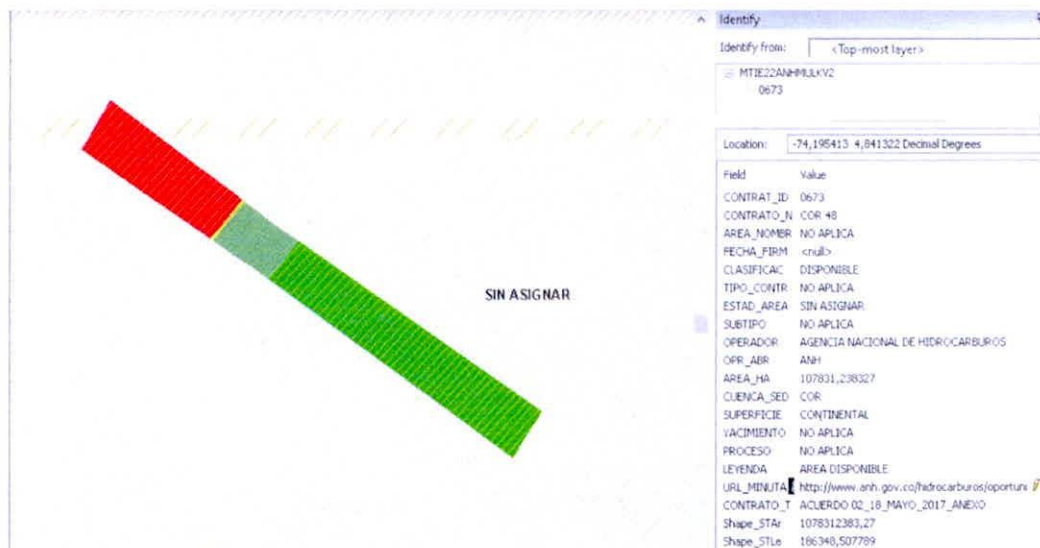 SIN ASIGNAR
Identify
Identify from: <Top-most layer>
MTIE22ANHMULKV2
0673
Location: -74,195413 4,841322 Decimal Degrees
Field Value
CONTRAT_ID 0673
CONTRATO_N COR 48
AREA_NOMBR NO APLICA
FECHA_FIRM <null>
CLASIFICAC DISPONIBLE
TIPO_CONTR NO APLICA
ESTAD_AREA SIN ASIGNAR
SUBTIPO NO APLICA
OPERADOR AGENCIA NACIONAL DE HIDROCARBUROS
OPR_ABR ANH
AREA_HA 107831,238327
CUENCA_SED COR
SUPERFICIE CONTINENTAL
YACIMIENTO NO APLICA
PROCESO NO APLICA
LEYENDA AREA DISPONIBLE
URL_MINUTA http://www.anh.gov.co/hidrocarburos/oportuni
CONTRATO_T ACUERDO 02_18_MAYO_2017_ANEXO
Shape_STAr 1078312383,27
Shape_STLe 186348,507789